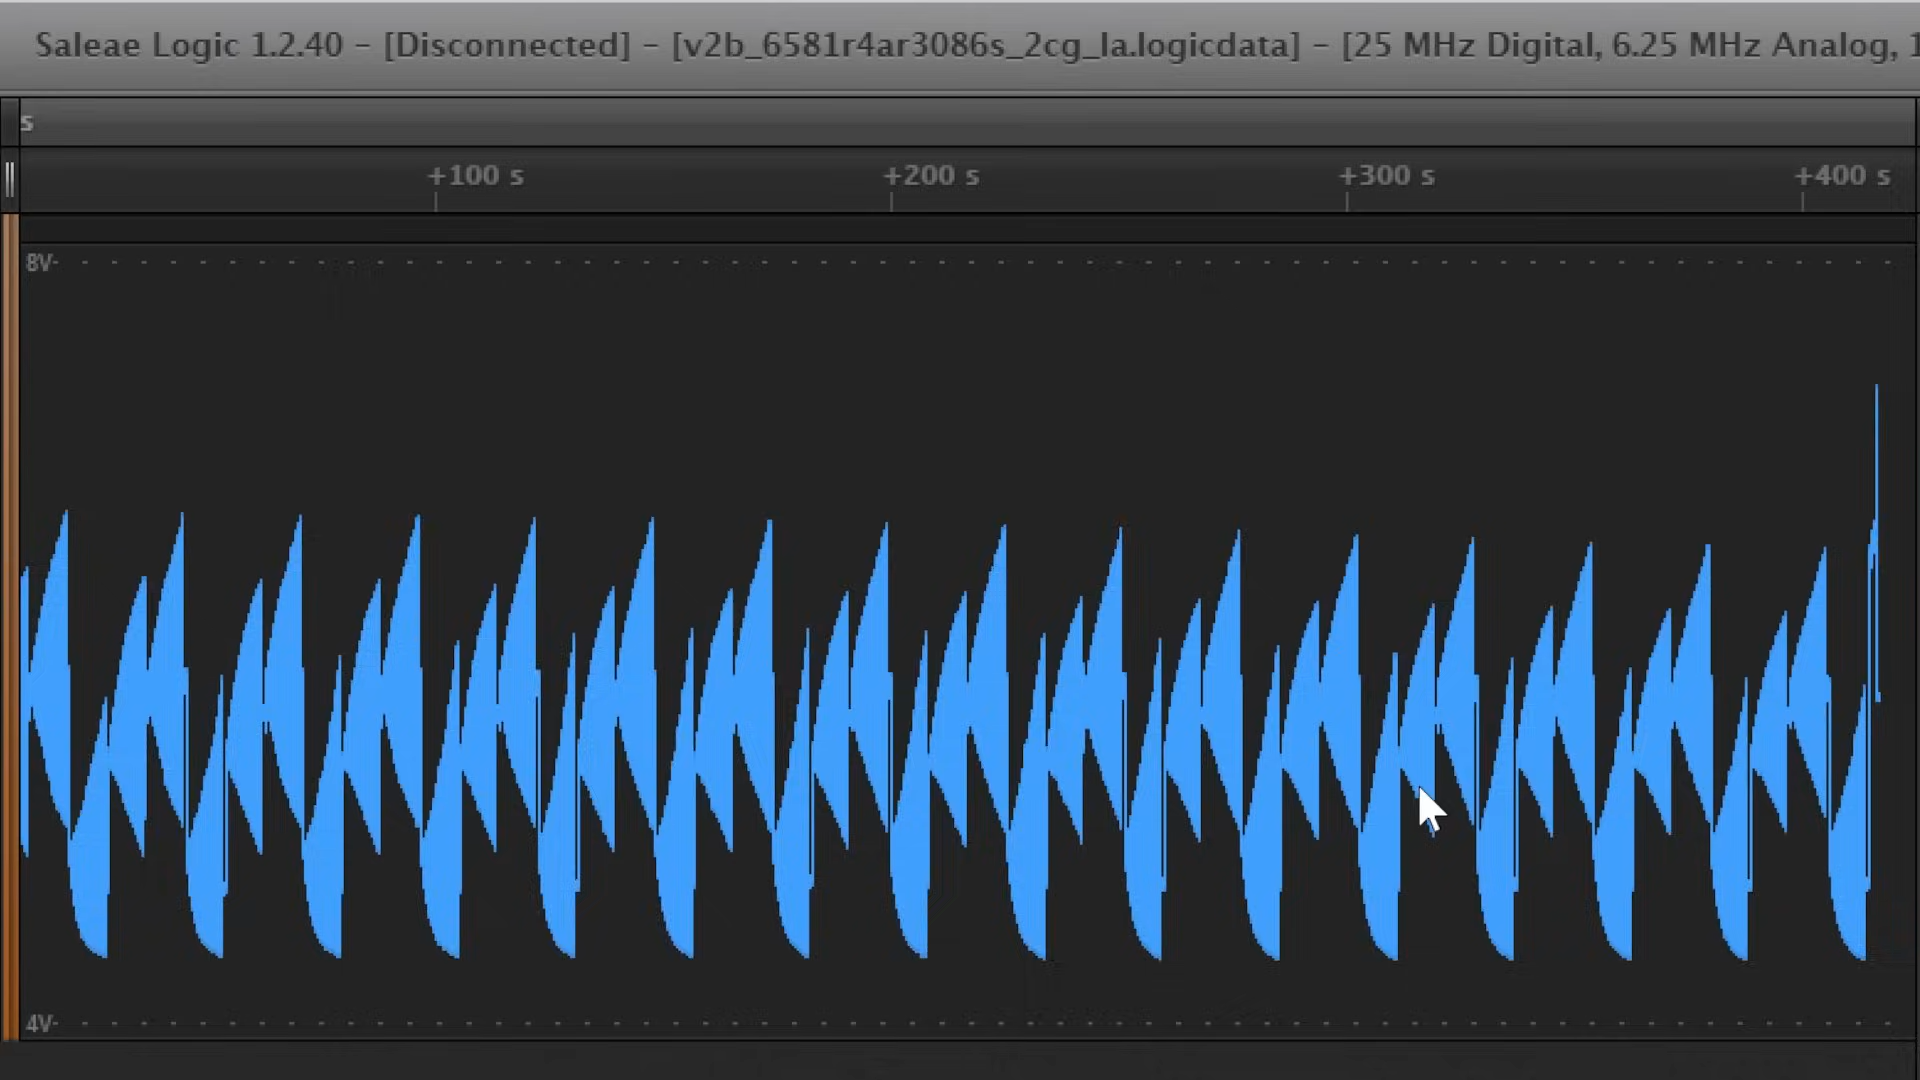 Saleae Logic 1.2.40 – [Disconnected] – [v2b_6581r4ar3086s_2cg_la.logicdata] – [25 MHz Digital, 6.25 MHz Analog, 1
s
+100 s +200 s +300 s +400 s
8V
4V